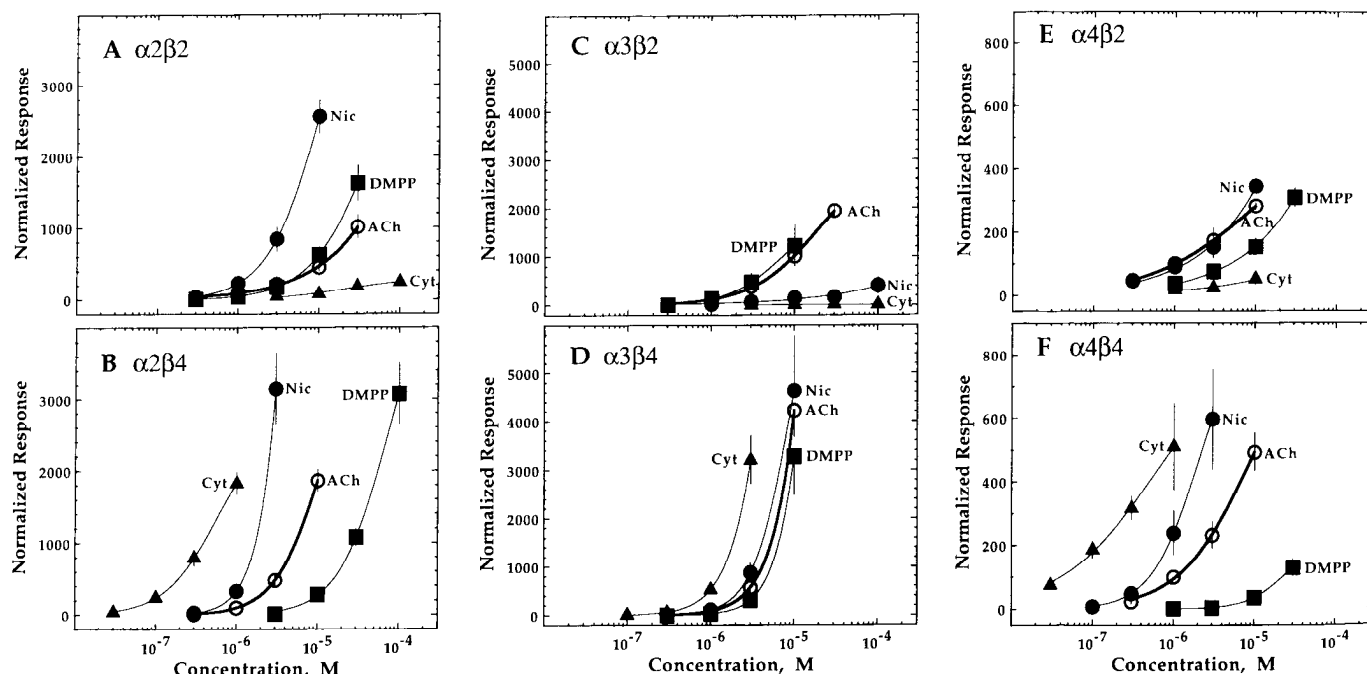 A α2β2
Normalized Response
3000
2000
1000
0
Nic
DMPP
ACh
Cyt
B α2β4
Normalized Response
3000
2000
1000
0
Cyt
Nic
ACh
DMPP
10⁻⁷ 10⁻⁶ 10⁻⁵ 10⁻⁴
Concentration, M
C α3β2
Normalized Response
5000
4000
3000
2000
1000
0
DMPP
ACh
Nic
Cyt
D α3β4
Normalized Response
5000
4000
3000
2000
1000
0
Cyt
Nic
ACh
DMPP
10⁻⁷ 10⁻⁶ 10⁻⁵ 10⁻⁴
Concentration, M
E α4β2
Normalized Response
800
600
400
200
0
Nic
ACh
DMPP
Cyt
F α4β4
Normalized Response
800
600
400
200
0
Cyt
Nic
ACh
DMPP
10⁻⁷ 10⁻⁶ 10⁻⁵ 10⁻⁴
Concentration, M